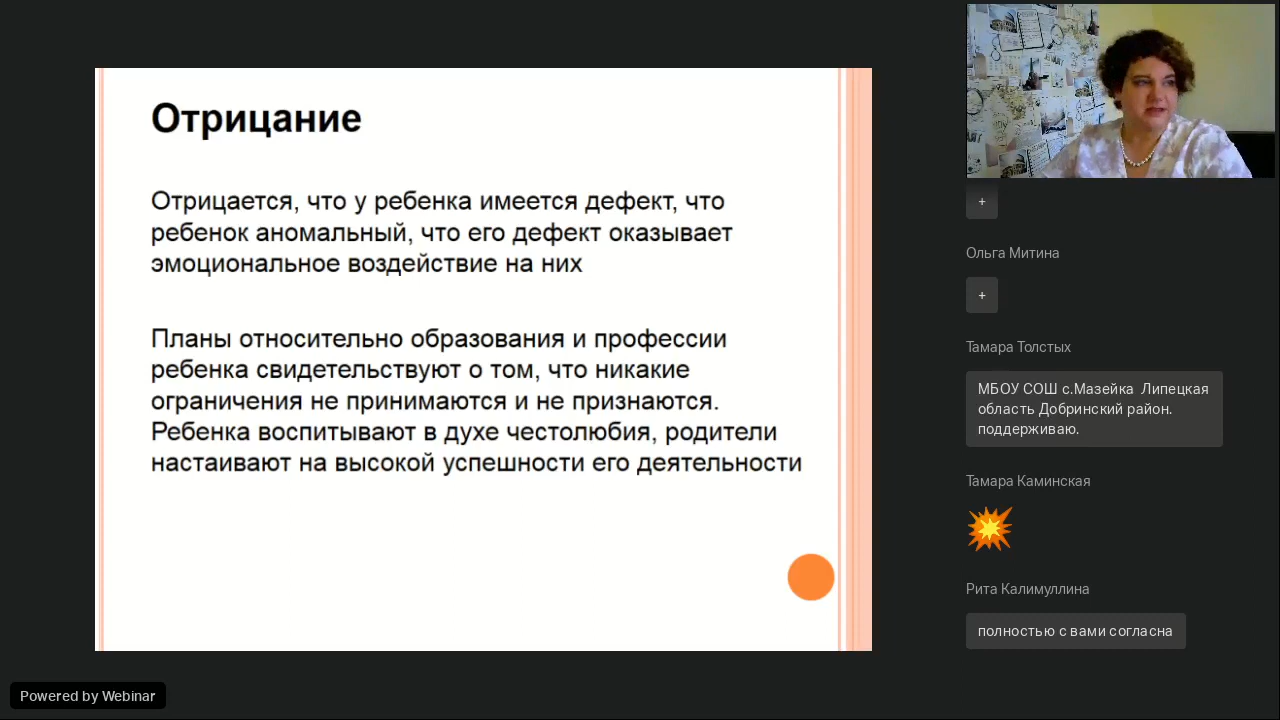 Отрицание
Отрицается, что у ребенка имеется дефект, что
ребенок аномальный, что его дефект оказывает
эмоциональное воздействие на них
Планы относительно образования и профессии
ребенка свидетельствуют о том, что никакие
ограничения не принимаются и не признаются.
Ребенка воспитывают в духе честолюбия, родители
настаивают на высокой успешности его деятельности
+
Ольга Митина
+
Тамара Толстых
МБОУ СОШ с.Мазейка Липецкая
область Добринский район.
поддерживаю.
Тамара Каминская
Рита Калимуллина
полностью с вами согласна
Powered by Webinar